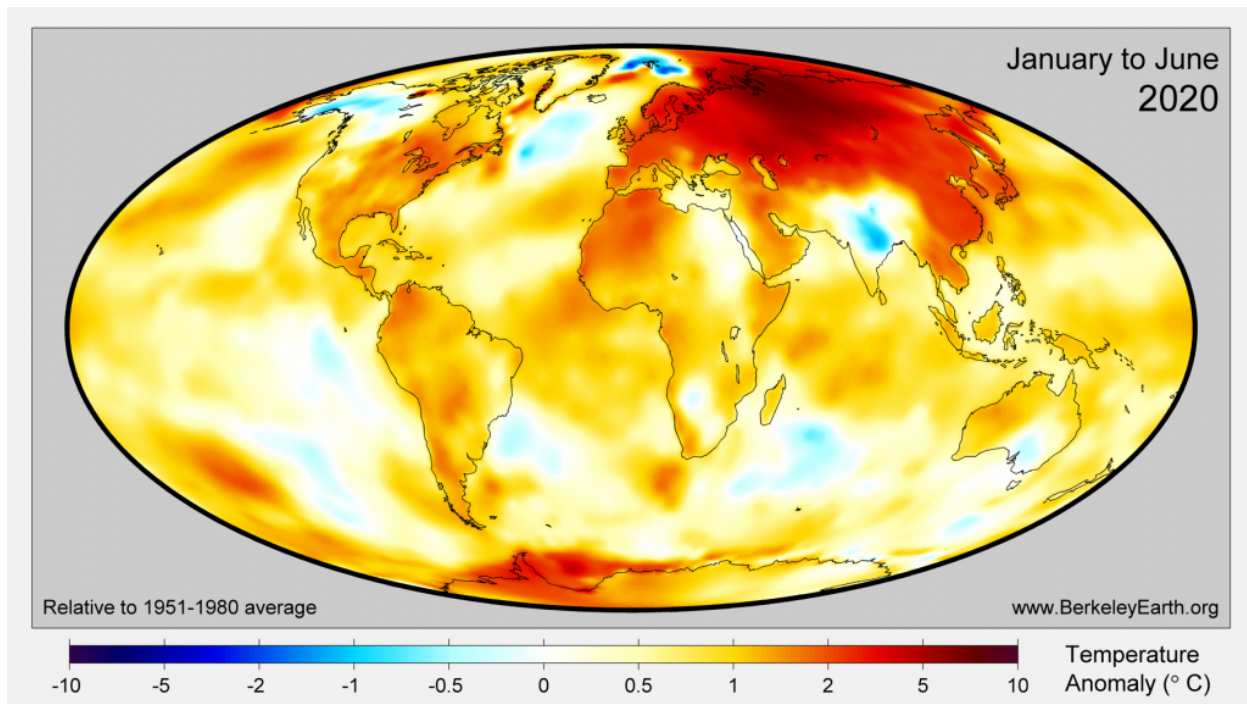 January to June
2020
Relative to 1951-1980 average
www.BerkeleyEarth.org
-10 -5 -2 -1 -0.5 0 0.5 1 2 5 10
Temperature
Anomaly (° C)